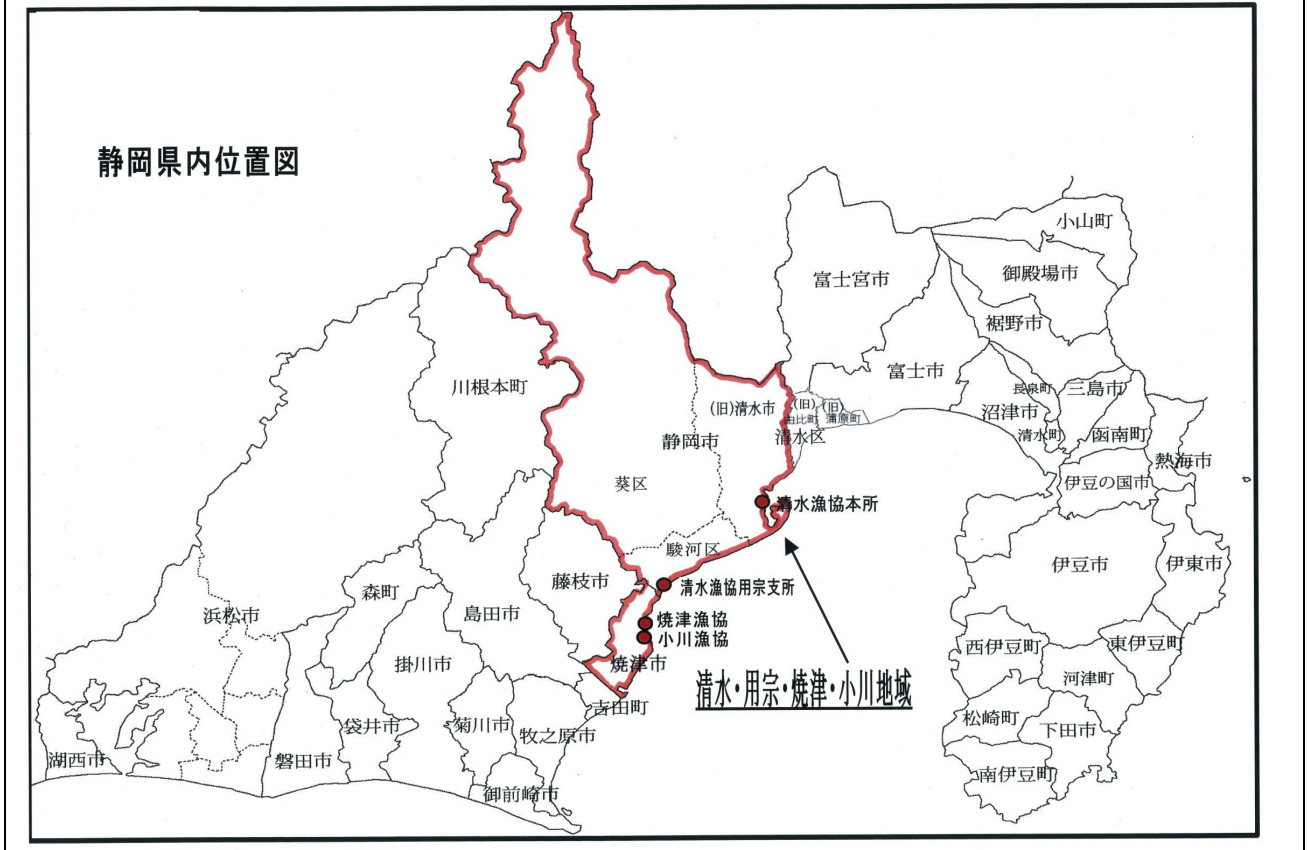 静岡県内位置図
小山町
御殿場市
富士宮市
裾野市
富士市
長泉町
三島市
川根本町
(旧)清水市
(旧)
由比町
(旧)
蒲原町
沼津市
清水町
函南町
静岡市
清水区
熱海市
葵区
伊豆の国市
清水漁協本所
駿河区
伊豆市
伊東市
藤枝市
清水漁協用宗支所
森町
島田市
浜松市
焼津漁協
小川漁協
西伊豆町
東伊豆町
掛川市
焼津市
清水・用宗・焼津・小川地域
河津町
吉田町
松崎町
下田市
袋井市
菊川市
牧之原市
湖西市
磐田市
南伊豆町
御前崎市